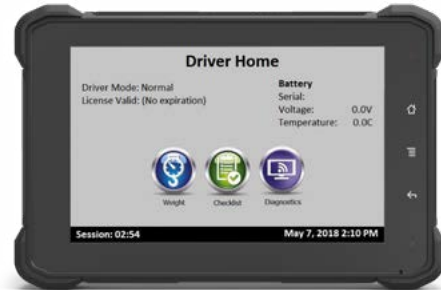 Driver Home
Driver Mode: Normal
License Valid: (No expiration)
Battery
Serial:
Voltage: 0.0V
Temperature: 0.0C
Weight
Checklist
Diagnostics
Session: 02:54
May 7, 2018 2:10 PM